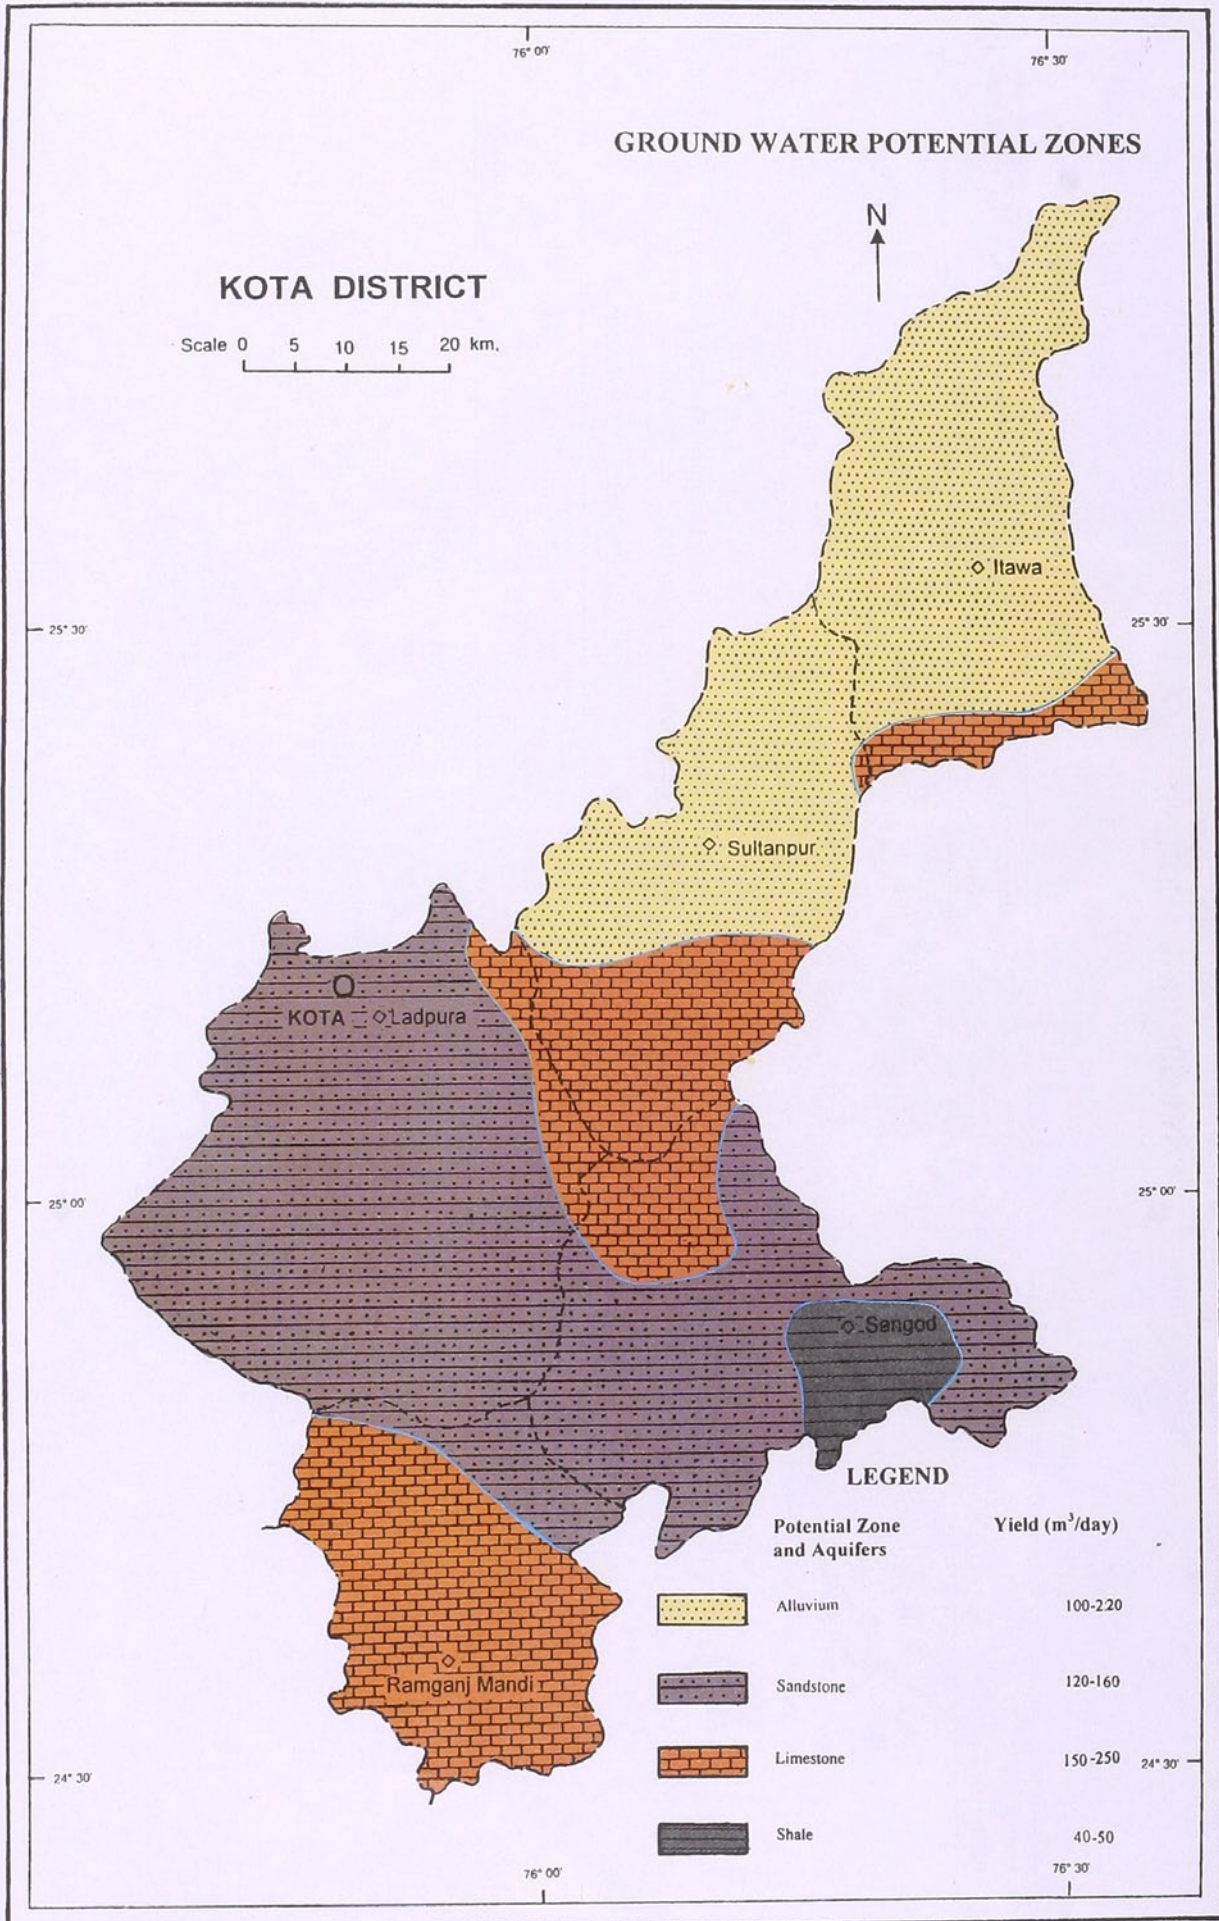 76° 00'
76° 30'
GROUND WATER POTENTIAL ZONES
N
KOTA DISTRICT
Scale 0 5 10 15 20 km.
Itawa
25° 30'
25° 30'
Sultanpur
KOTA
Ladpura
25° 00'
25° 00'
Sangod
LEGEND
Potential Zone and Aquifers
Yield (m³/day)
Alluvium 100-220
Sandstone 120-160
Ramganj Mandi
Limestone 150-250
24° 30'
24° 30'
Shale 40-50
76° 00'
76° 30'